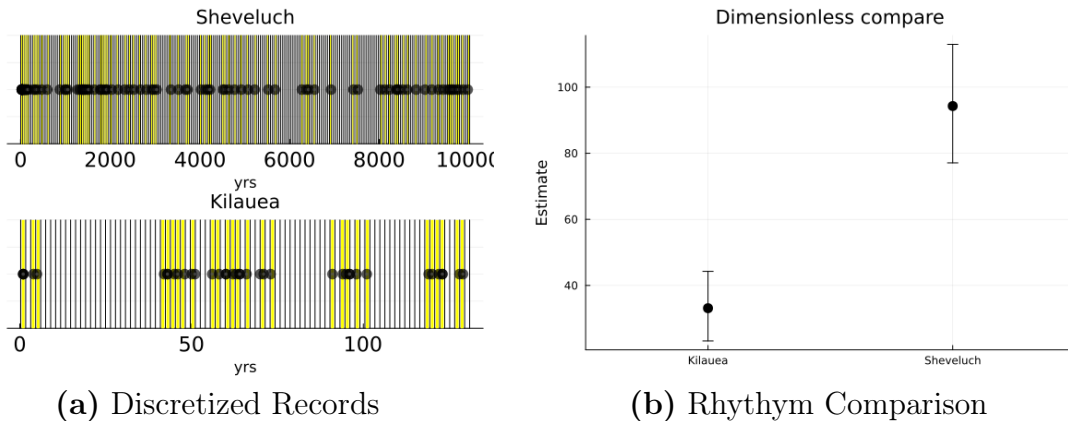 Sheveluch
0 2000 4000 6000 8000 10000
yrs
Kilauea
0 50 100
yrs
(a) Discretized Records
Dimensionless compare
Estimate
100
80
60
40
Kilauea Sheveluch
(b) Rhythym Comparison